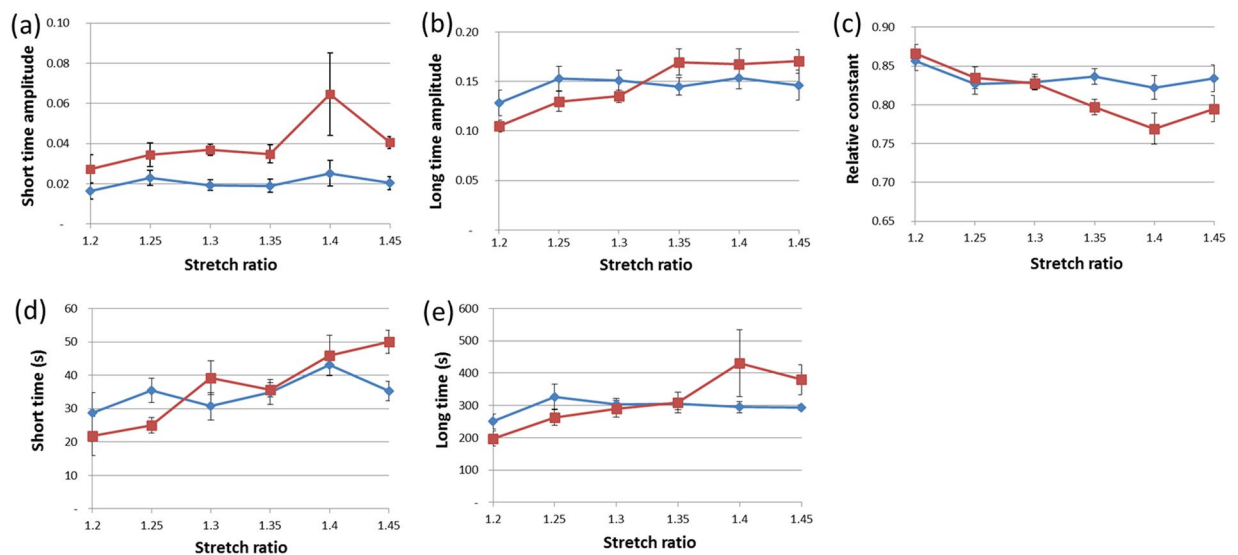 (a)
Short time amplitude
0.10
0.08
0.06
0.04
0.02
-
1.2 1.25 1.3 1.35 1.4 1.45
Stretch ratio
(b)
Long time amplitude
0.20
0.15
0.10
0.05
-
1.2 1.25 1.3 1.35 1.4 1.45
Stretch ratio
(c)
Relative constant
0.90
0.85
0.80
0.75
0.70
0.65
1.2 1.25 1.3 1.35 1.4 1.45
Stretch ratio
(d)
Short time (s)
60
50
40
30
20
10
-
1.2 1.25 1.3 1.35 1.4 1.45
Stretch ratio
(e)
Long time (s)
600
500
400
300
200
100
-
1.2 1.25 1.3 1.35 1.4 1.45
Stretch ratio